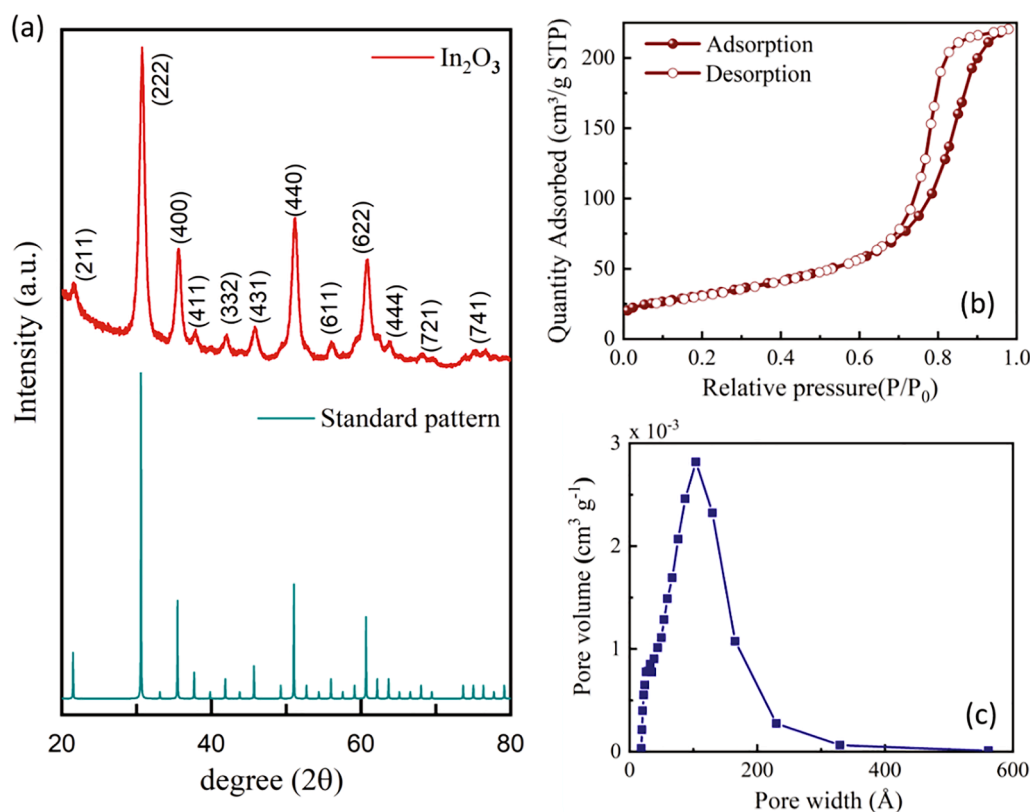 (a)
In₂O₃
(222)
(211)
(400)
(411)
(332)
(431)
(440)
(611)
(622)
(444)
(721)
(741)
Intensity (a.u.)
Standard pattern
20
40
60
80
degree (2θ)
200
150
100
50
0
Quantity Adsorbed (cm³/g STP)
Adsorption
Desorption
(b)
0.0
0.2
0.4
0.6
0.8
1.0
Relative pressure(P/P₀)
x 10⁻³
3
2
1
0
Pore volume (cm³ g⁻¹)
(c)
0
200
400
600
Pore width (Å)